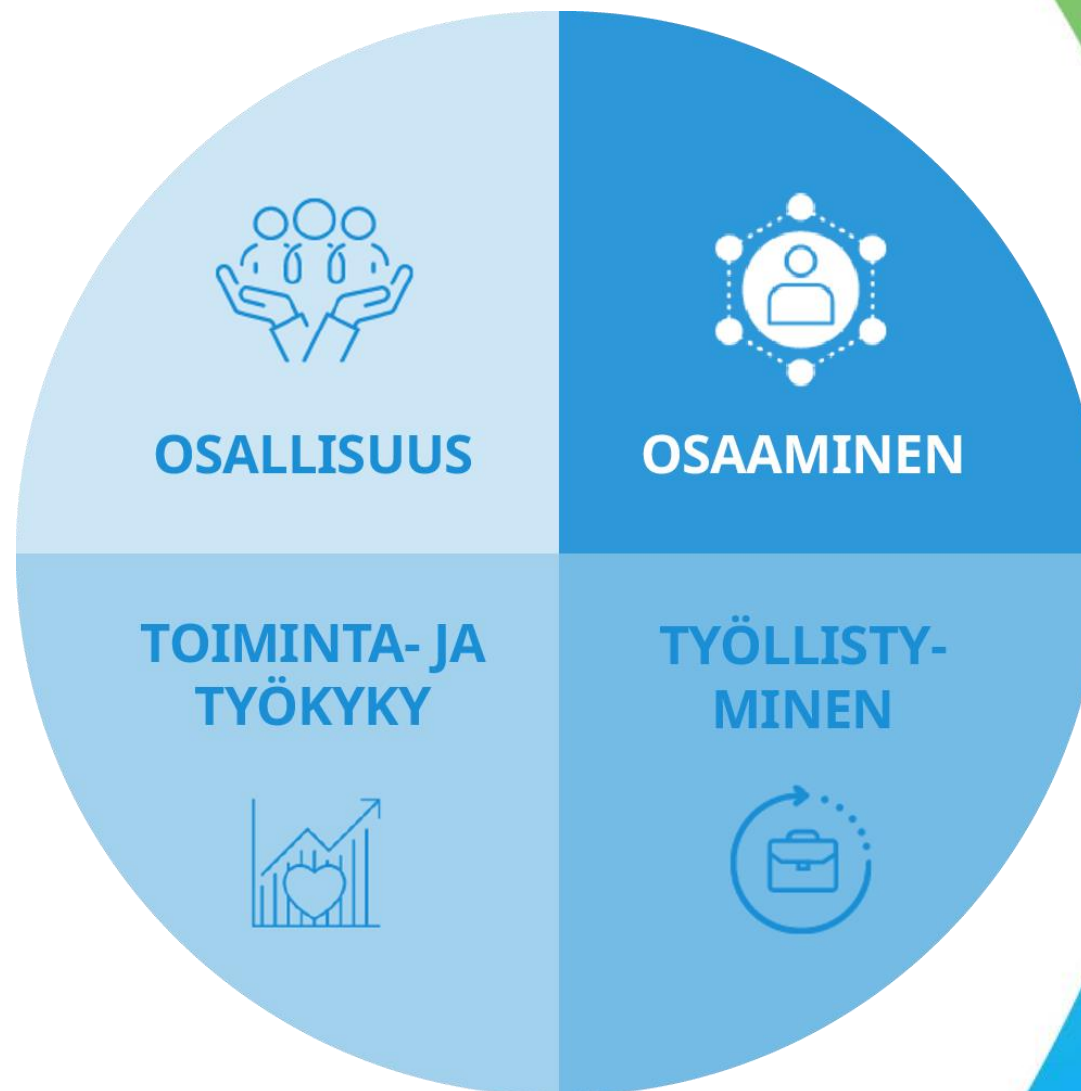 OSALLISUUS
OSAAMINEN
TOIMINTA- JA
TYÖKYKY
TYÖLLISTY-
MINEN